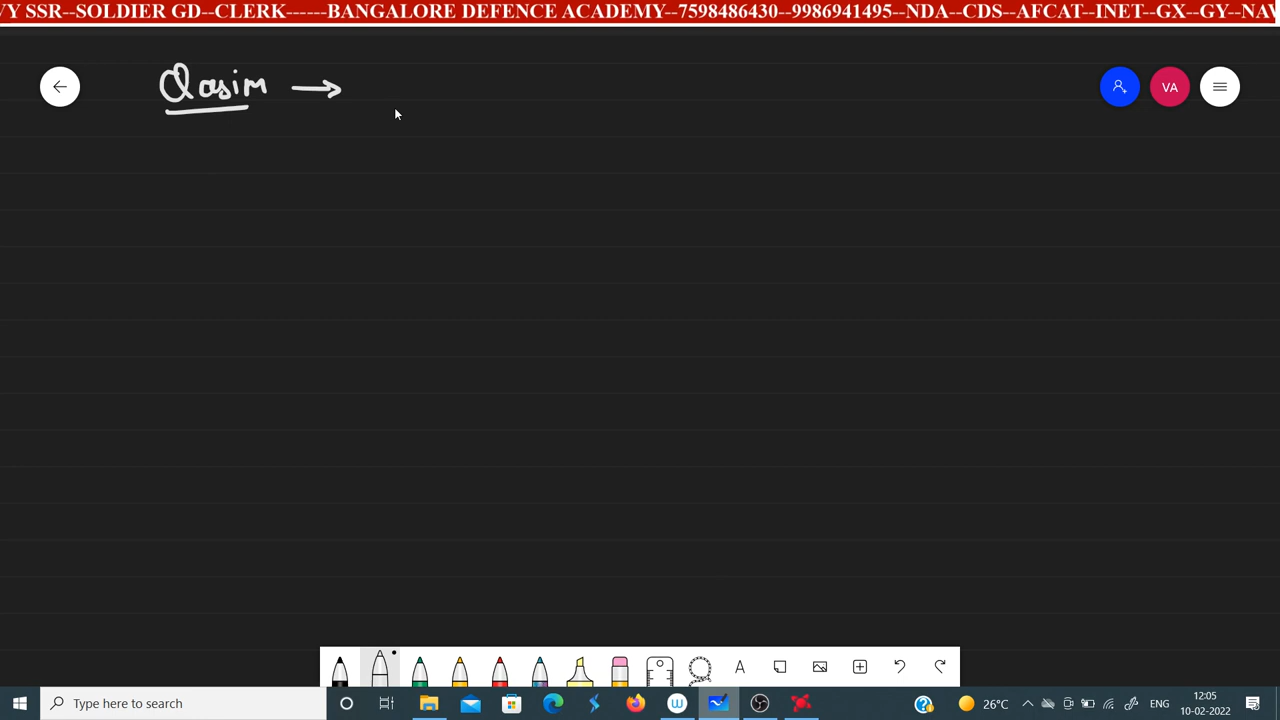 VY SSR--SOLDIER GD--CLERK------BANGALORE DEFENCE ACADEMY--7598486430--9986941495--NDA--CDS--AFCAT--INET--GX--GY--NAV
Qasim →
VA
A
Type here to search
26°C
ENG
12:05
10-02-2022